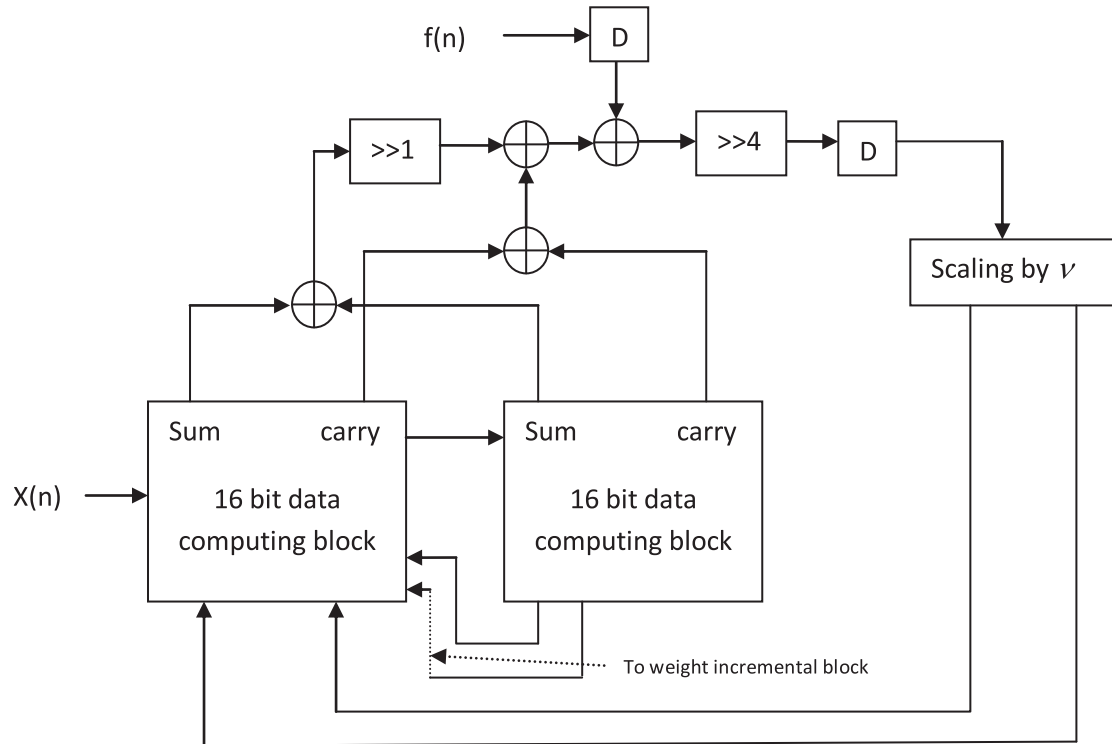 f(n)
D
>>1
>>4
D
Scaling by ν
Sum carry
Sum carry
X(n)
16 bit data
computing block
16 bit data
computing block
To weight incremental block